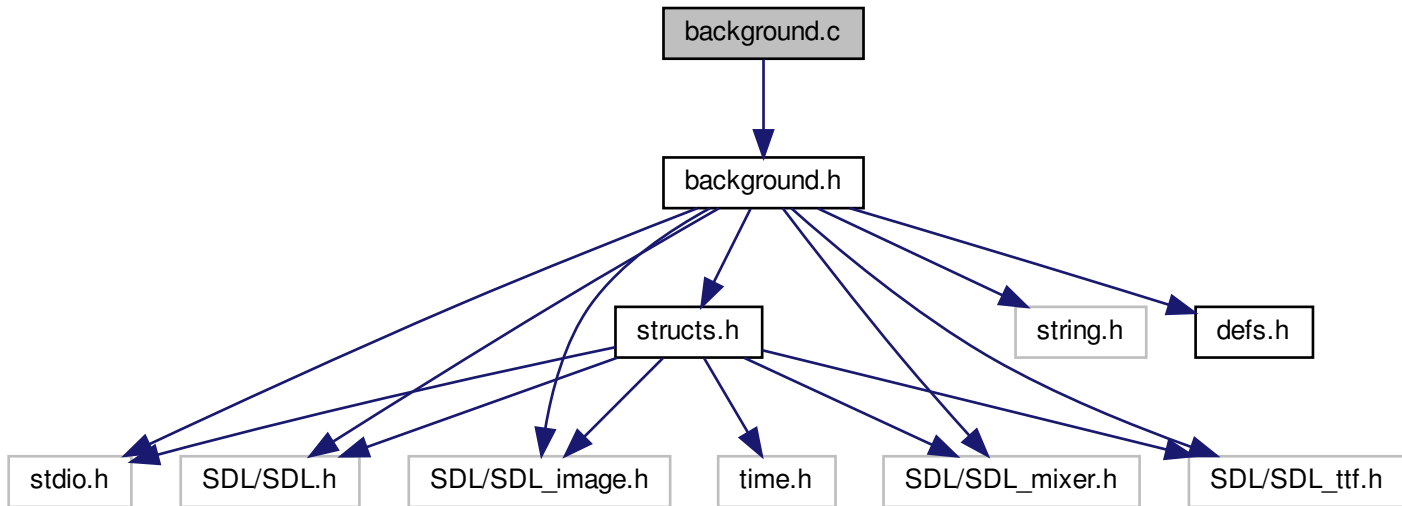 background.c
background.h
structs.h
string.h
defs.h
stdio.h
SDL/SDL.h
SDL/SDL_image.h
time.h
SDL/SDL_mixer.h
SDL/SDL_ttf.h